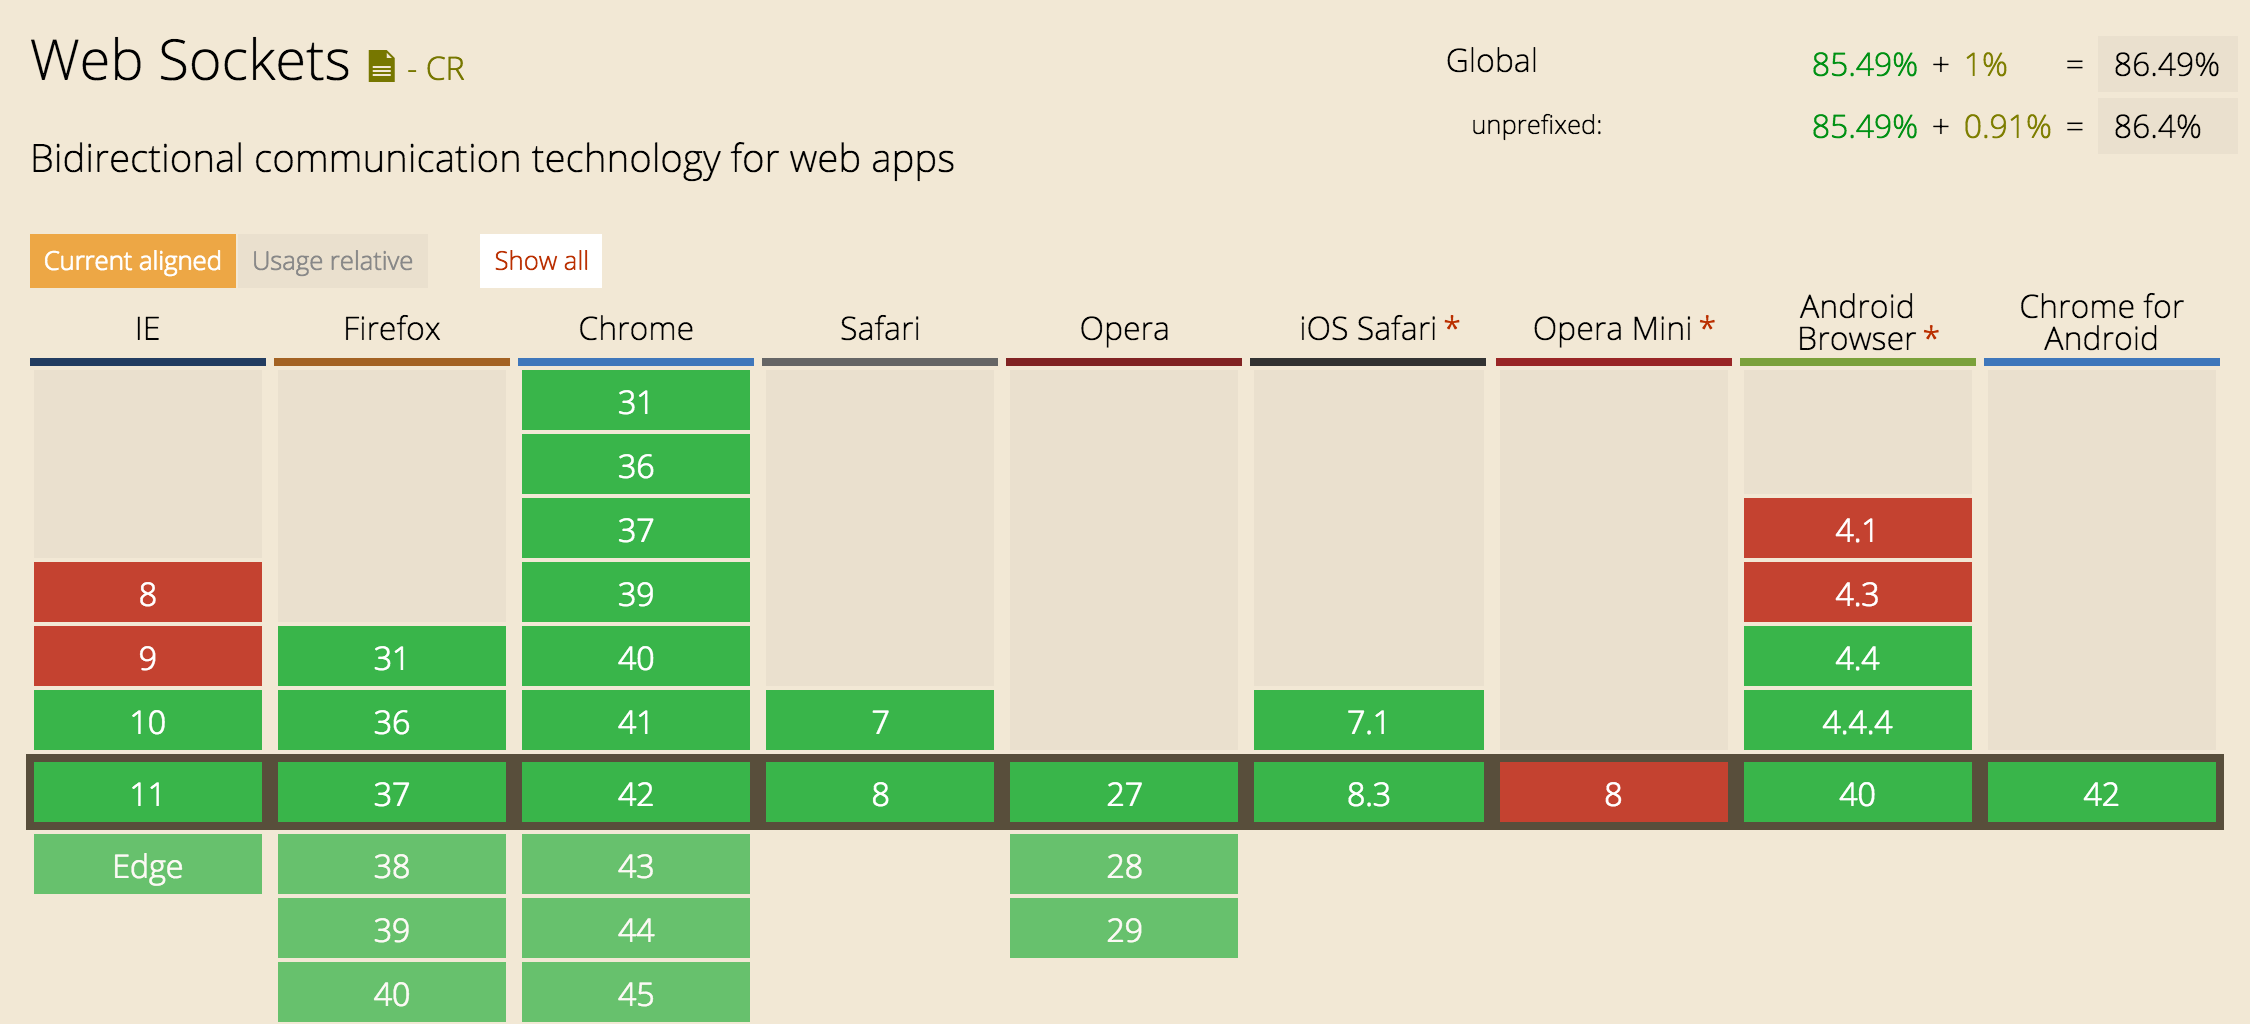 Web Sockets - CR
Global 85.49% + 1% = 86.49%
unprefixed: 85.49% + 0.91% = 86.4%
Bidirectional communication technology for web apps
Current aligned Usage relative Show all
IE Firefox Chrome Safari Opera iOS Safari * Opera Mini * Android Browser * Chrome for Android
31
36
37 4.1
8 39 4.3
9 31 40 4.4
10 36 41 7 7.1 4.4.4
11 37 42 8 27 8.3 8 40 42
Edge 38 43 28
39 44 29
40 45